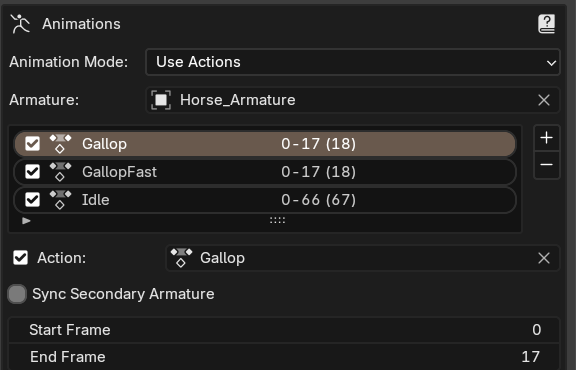 Animations
Animation Mode: Use Actions
Armature: Horse_Armature
Gallop 0-17 (18)
GallopFast 0-17 (18)
Idle 0-66 (67)
Action: Gallop
Sync Secondary Armature
Start Frame 0
End Frame 17